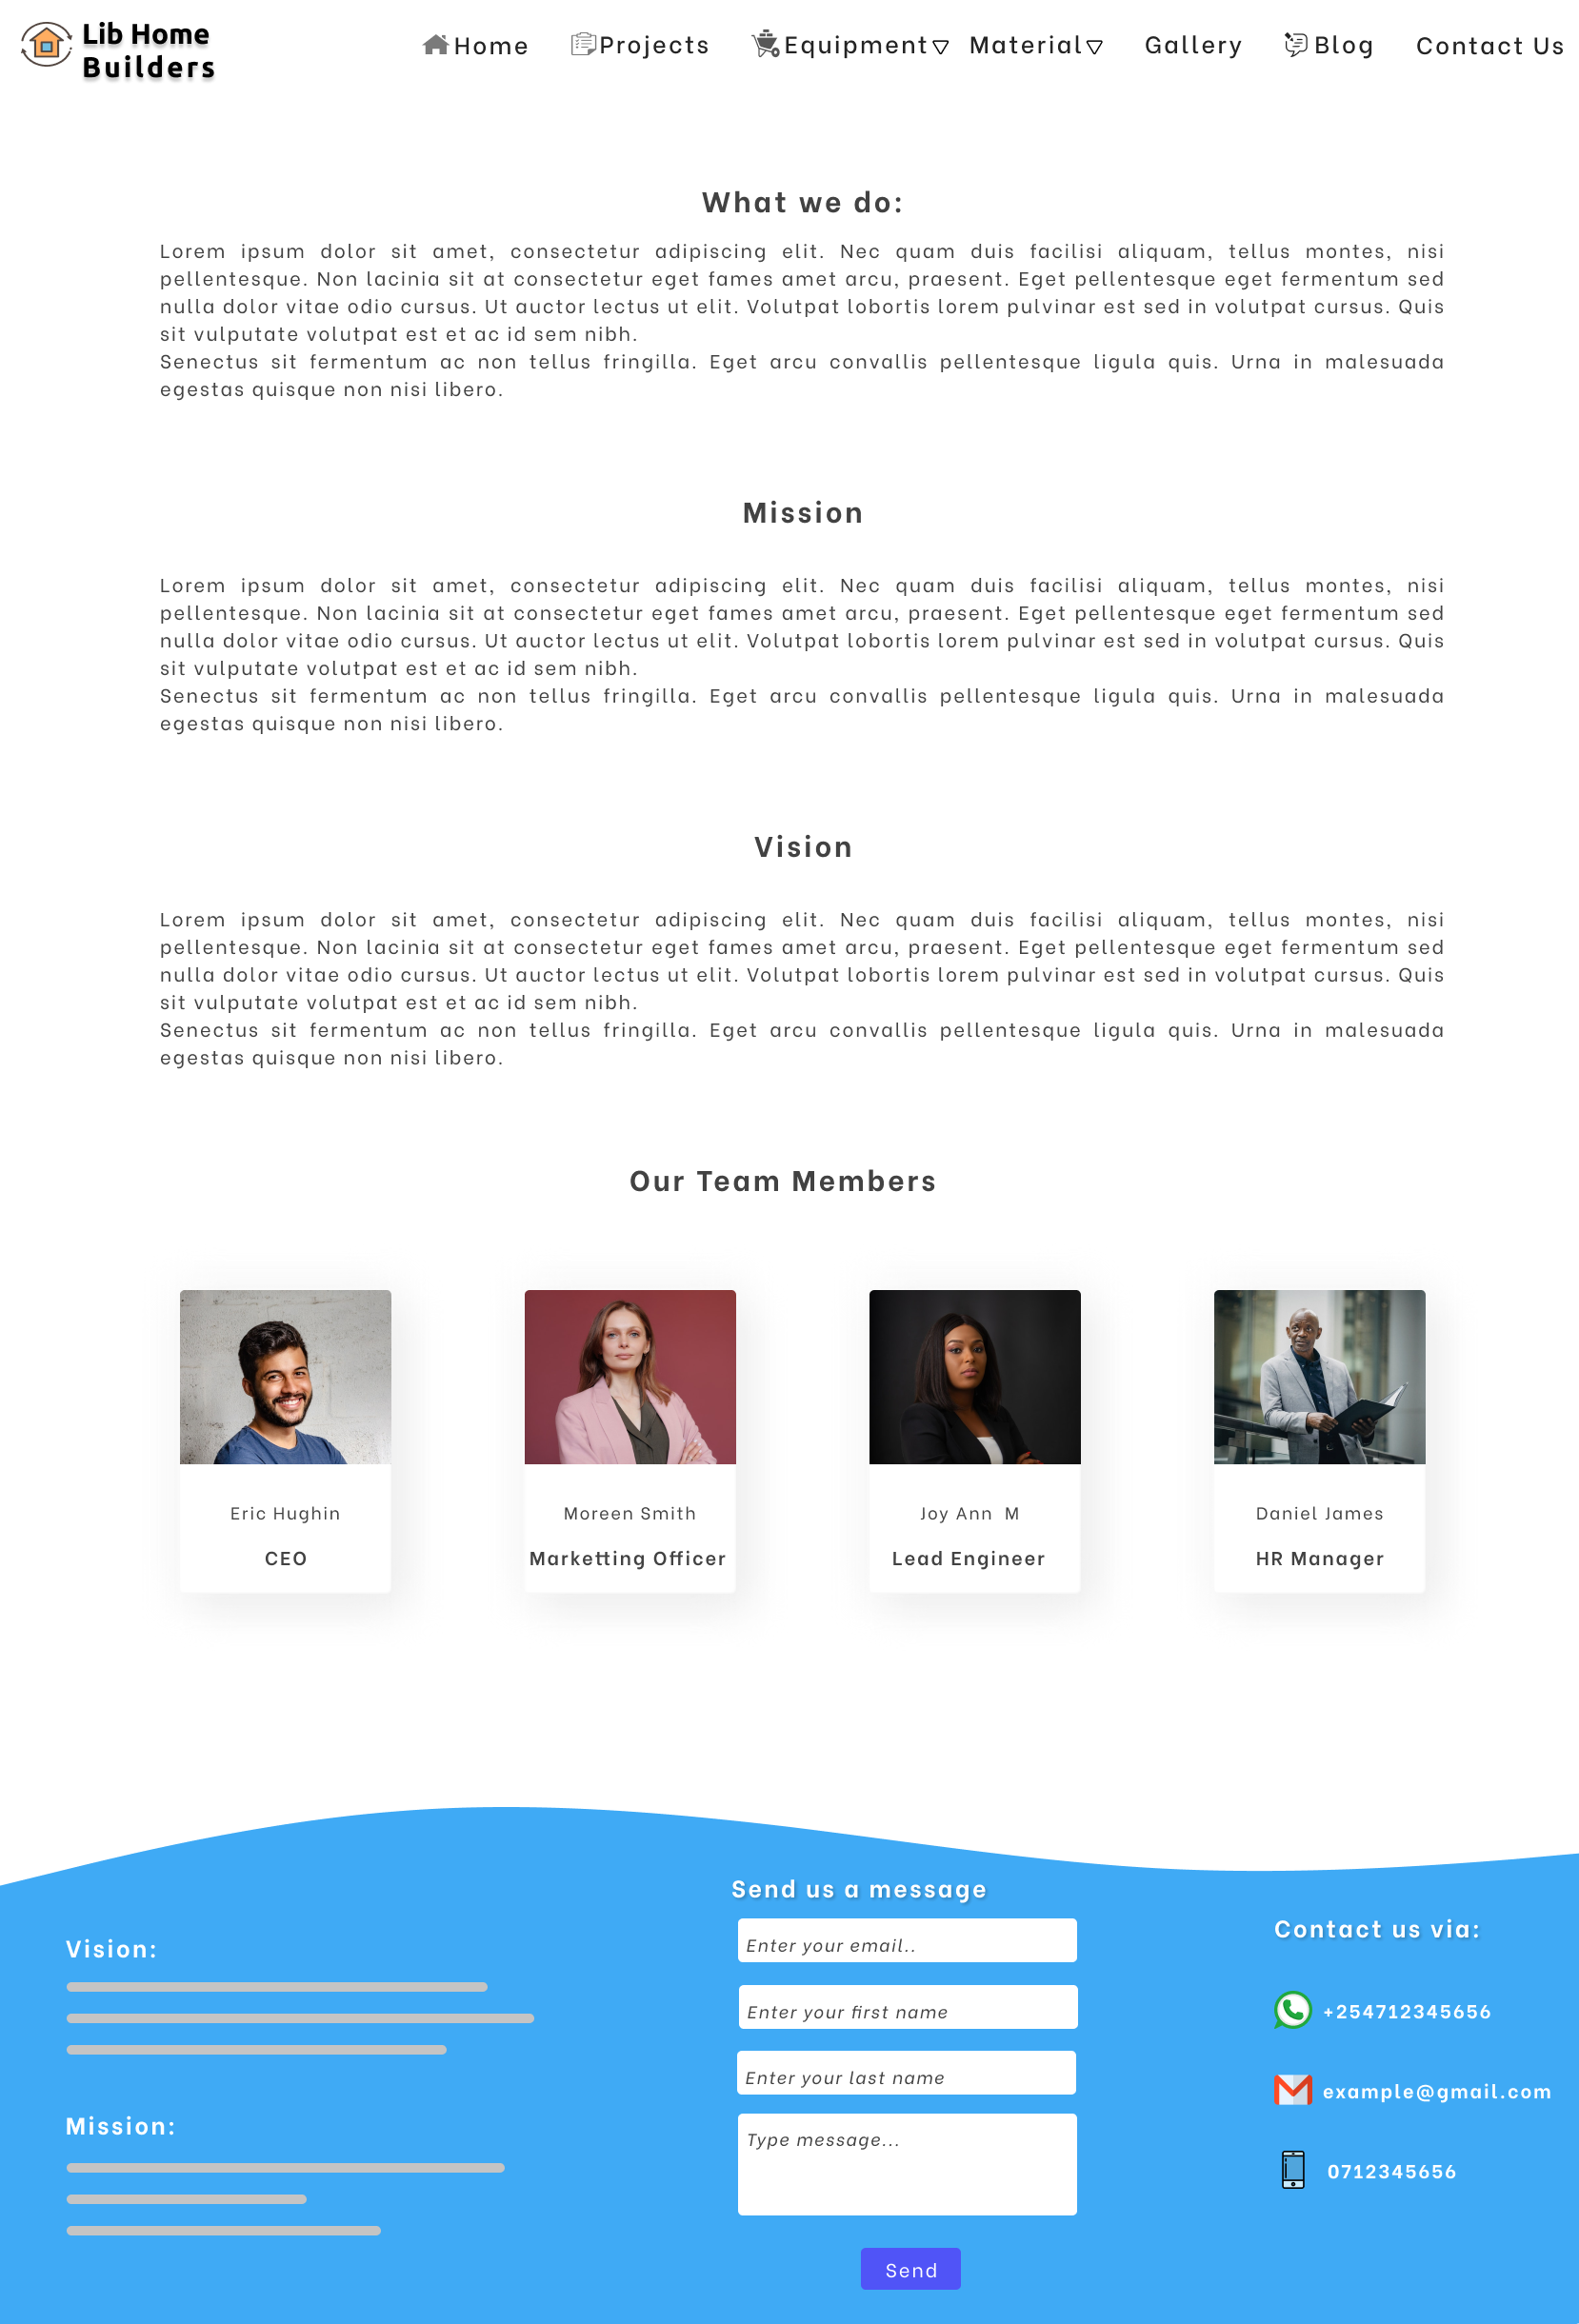 Lib Home
Builders
Home
Projects
Equipment
Material
Gallery
Blog
Contact Us
What we do:
Lorem ipsum dolor sit amet, consectetur adipiscing elit. Nec quam duis facilisi aliquam, tellus montes, nisi
pellentesque. Non lacinia sit at consectetur eget fames amet arcu, praesent. Eget pellentesque eget fermentum sed
nulla dolor vitae odio cursus. Ut auctor lectus ut elit. Volutpat lobortis lorem pulvinar est sed in volutpat cursus. Quis
sit vulputate volutpat est et ac id sem nibh.
Senectus sit fermentum ac non tellus fringilla. Eget arcu convallis pellentesque ligula quis. Urna in malesuada
egestas quisque non nisi libero.
Mission
Lorem ipsum dolor sit amet, consectetur adipiscing elit. Nec quam duis facilisi aliquam, tellus montes, nisi
pellentesque. Non lacinia sit at consectetur eget fames amet arcu, praesent. Eget pellentesque eget fermentum sed
nulla dolor vitae odio cursus. Ut auctor lectus ut elit. Volutpat lobortis lorem pulvinar est sed in volutpat cursus. Quis
sit vulputate volutpat est et ac id sem nibh.
Senectus sit fermentum ac non tellus fringilla. Eget arcu convallis pellentesque ligula quis. Urna in malesuada
egestas quisque non nisi libero.
Vision
Lorem ipsum dolor sit amet, consectetur adipiscing elit. Nec quam duis facilisi aliquam, tellus montes, nisi
pellentesque. Non lacinia sit at consectetur eget fames amet arcu, praesent. Eget pellentesque eget fermentum sed
nulla dolor vitae odio cursus. Ut auctor lectus ut elit. Volutpat lobortis lorem pulvinar est sed in volutpat cursus. Quis
sit vulputate volutpat est et ac id sem nibh.
Senectus sit fermentum ac non tellus fringilla. Eget arcu convallis pellentesque ligula quis. Urna in malesuada
egestas quisque non nisi libero.
Our Team Members
Eric Hughin
CEO
Moreen Smith
Marketting Officer
Joy Ann M
Lead Engineer
Daniel James
HR Manager
Vision:
Mission:
Send us a message
Enter your email..
Enter your first name
Enter your last name
Type message...
Send
Contact us via:
+254712345656
example@gmail.com
0712345656